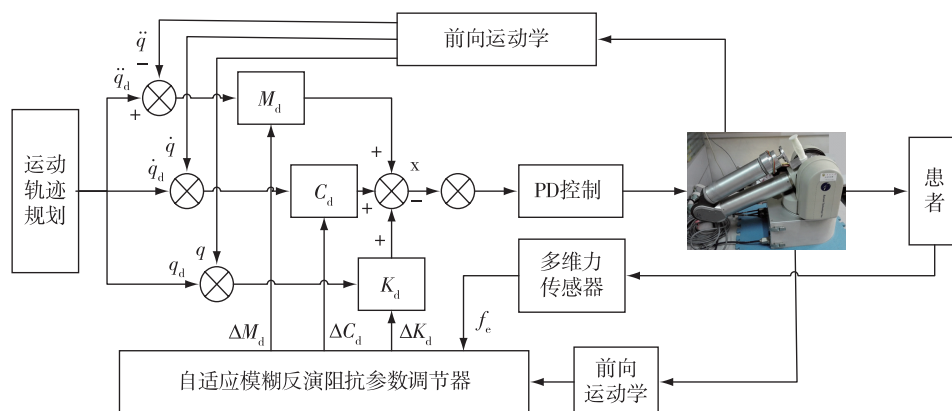 前向运动学
q̈
−
q̈d
+
Md
运动
轨迹
规划
q̇
q̇d
Cd
+
+
x
−
+
PD控制
患者
q
qd
Kd
多维力
传感器
fe
ΔMd
ΔCd
ΔKd
自适应模糊反演阻抗参数调节器
前向
运动学